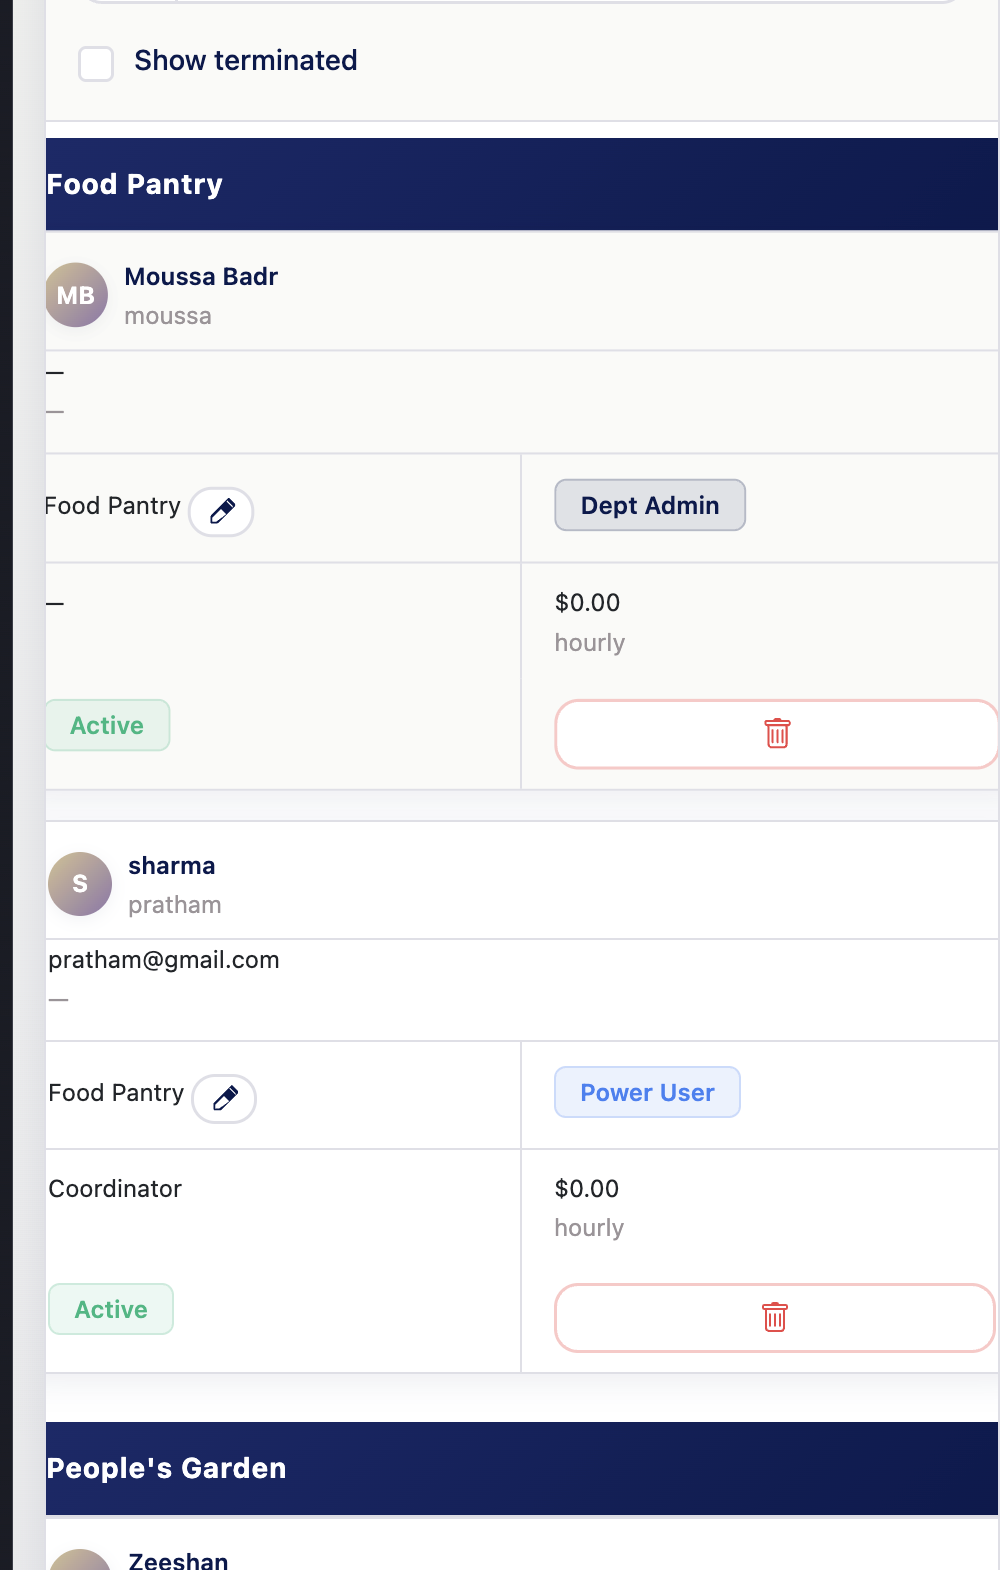 Show terminated
Food Pantry
MB
Moussa Badr
moussa
—
—
Food Pantry
Dept Admin
—
$0.00
hourly
Active
S
sharma
pratham
pratham@gmail.com
—
Food Pantry
Power User
Coordinator
$0.00
hourly
Active
People's Garden
Zeeshan